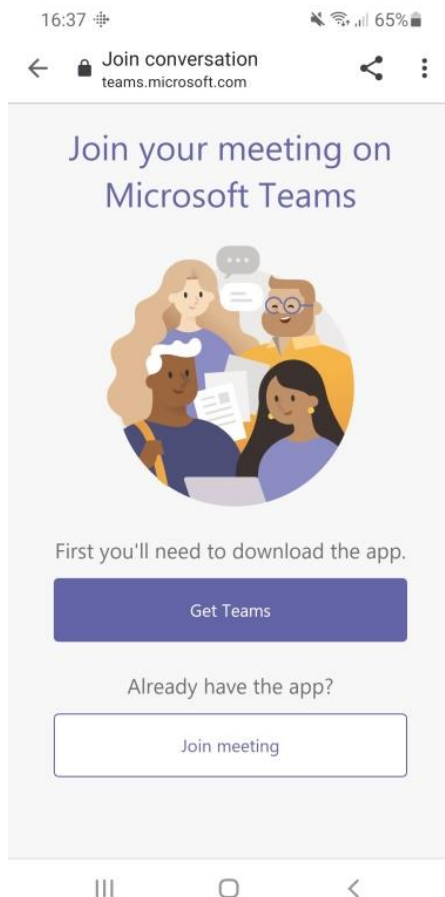 16:37 65%
Join conversation
teams.microsoft.com
Join your meeting on
Microsoft Teams
First you'll need to download the app.
Get Teams
Already have the app?
Join meeting